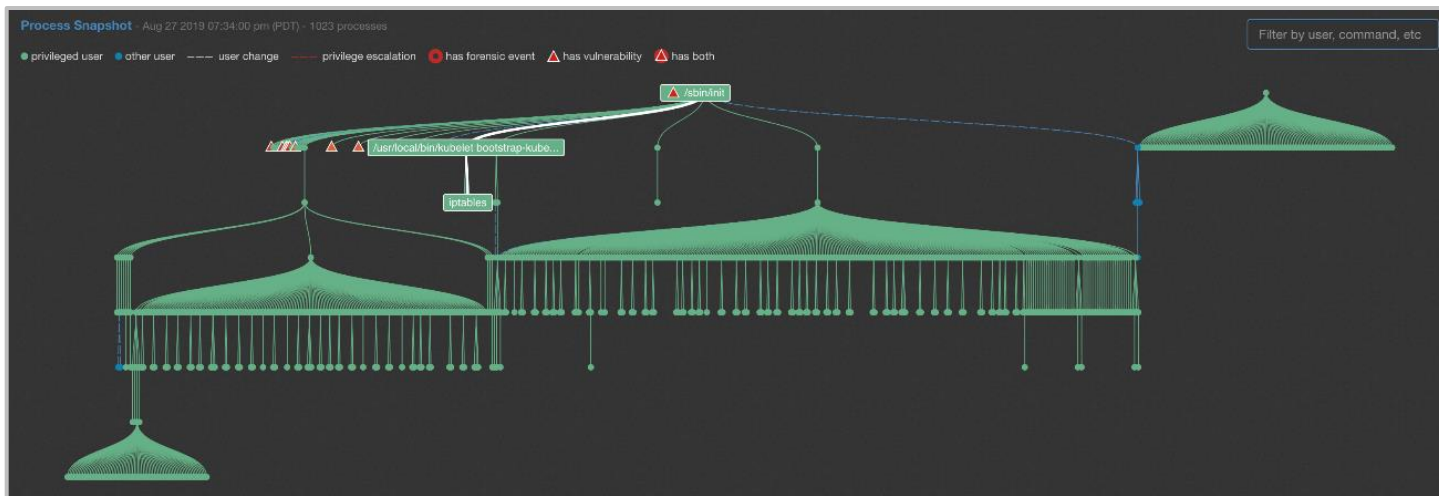 Process Snapshot - Aug 27 2019 07:34:00 pm (PDT) - 1023 processes
Filter by user, command, etc
privileged user other user user change privilege escalation has forensic event has vulnerability has both
/sbin/init
/usr/local/bin/kubelet bootstrap-kube...
iptables